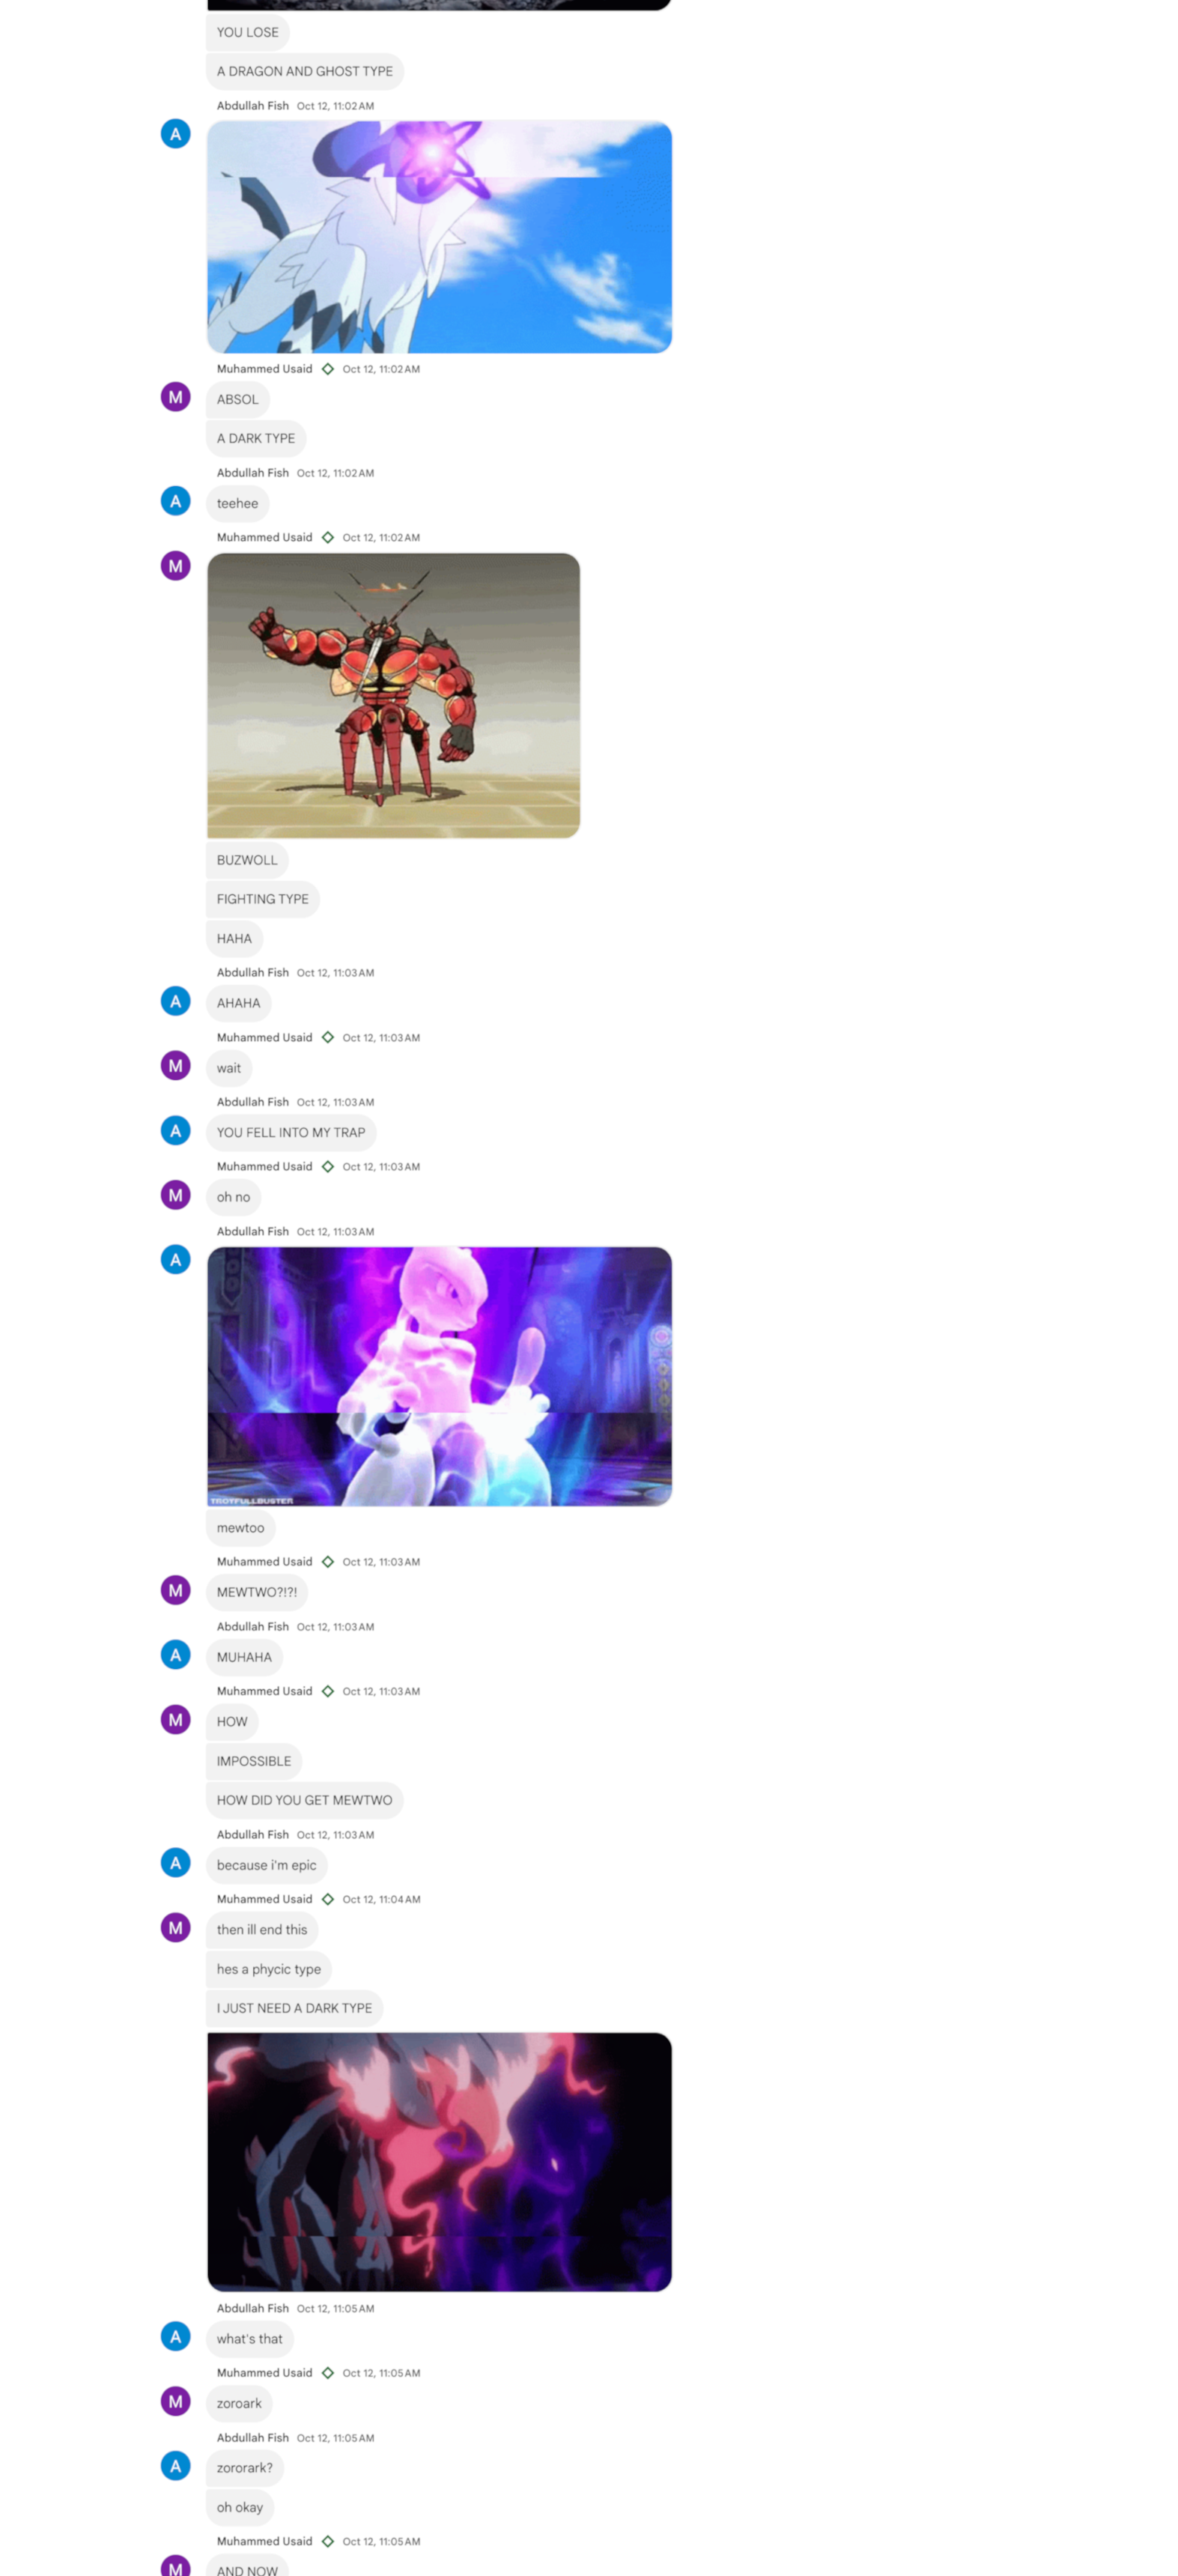 YOU LOSE
A DRAGON AND GHOST TYPE
Abdullah Fish Oct 12, 11:02 AM
A
Muhammed Usaid Oct 12, 11:02 AM
M
ABSOL
A DARK TYPE
Abdullah Fish Oct 12, 11:02 AM
A
teehee
Muhammed Usaid Oct 12, 11:02 AM
M
BUZWOLL
FIGHTING TYPE
HAHA
Abdullah Fish Oct 12, 11:03 AM
A
AHAHA
Muhammed Usaid Oct 12, 11:03 AM
M
wait
Abdullah Fish Oct 12, 11:03 AM
A
YOU FELL INTO MY TRAP
Muhammed Usaid Oct 12, 11:03 AM
M
oh no
Abdullah Fish Oct 12, 11:03 AM
A
TROTFULLBUSTER
mewtoo
Muhammed Usaid Oct 12, 11:03 AM
M
MEWTWO?!?!
Abdullah Fish Oct 12, 11:03 AM
A
MUHAHA
Muhammed Usaid Oct 12, 11:03 AM
M
HOW
IMPOSSIBLE
HOW DID YOU GET MEWTWO
Abdullah Fish Oct 12, 11:03 AM
A
because i'm epic
Muhammed Usaid Oct 12, 11:04 AM
M
then ill end this
hes a phycic type
I JUST NEED A DARK TYPE
Abdullah Fish Oct 12, 11:05 AM
A
what's that
Muhammed Usaid Oct 12, 11:05 AM
M
zoroark
Abdullah Fish Oct 12, 11:05 AM
A
zororark?
oh okay
Muhammed Usaid Oct 12, 11:05 AM
M
AND NOW